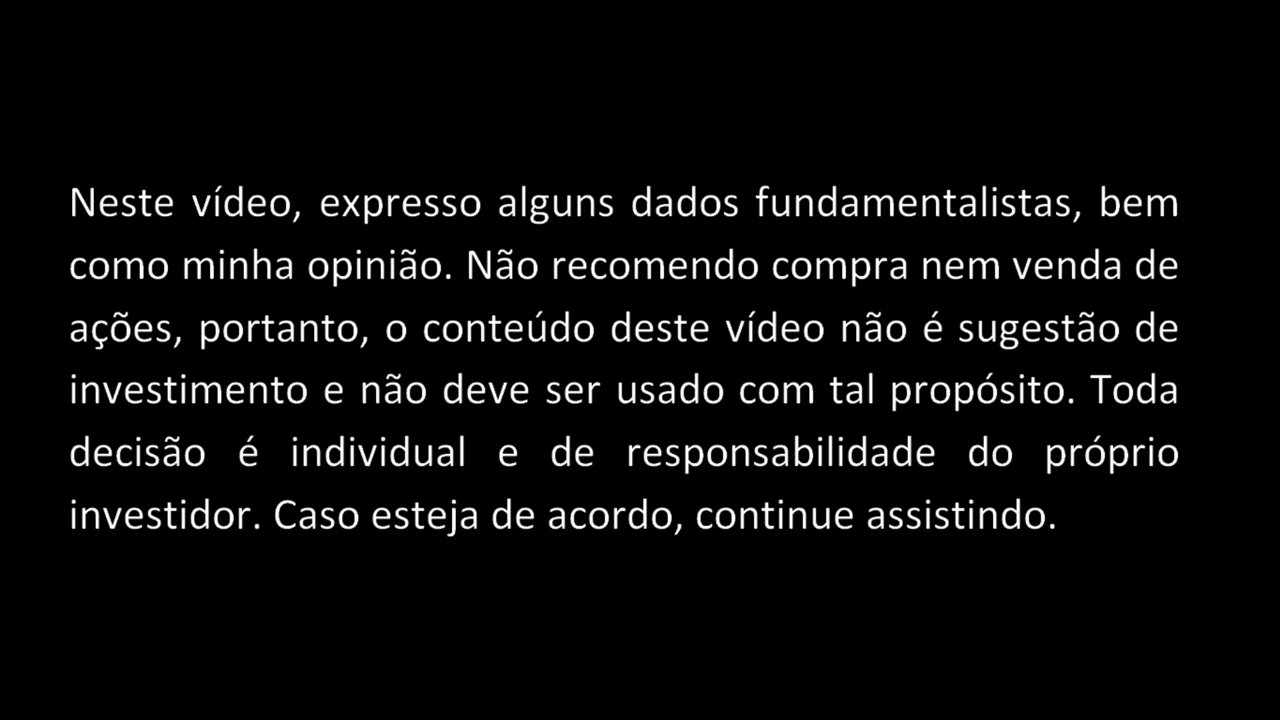 Neste vídeo, expresso alguns dados fundamentalistas, bem
como minha opinião. Não recomendo compra nem venda de
ações, portanto, o conteúdo deste vídeo não é sugestão de
investimento e não deve ser usado com tal propósito. Toda
decisão é individual e de responsabilidade do próprio
investidor. Caso esteja de acordo, continue assistindo.